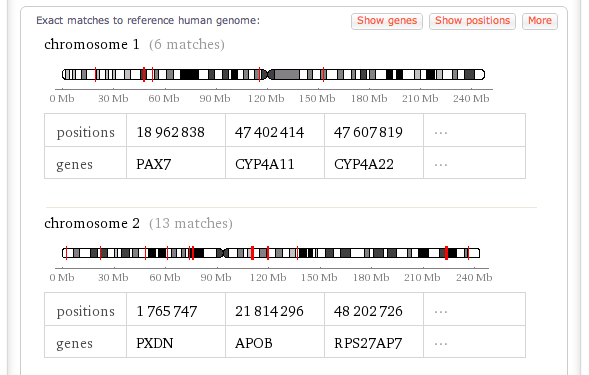 Exact matches to reference human genome: Show genes Show positions More
chromosome 1 (6 matches)
0 Mb 30 Mb 60 Mb 90 Mb 120 Mb 150 Mb 180 Mb 210 Mb 240 Mb
positions 18 962 838 47 402 414 47 607 819 ...
genes PAX7 CYP4A11 CYP4A22 ...
chromosome 2 (13 matches)
0 Mb 30 Mb 60 Mb 90 Mb 110 Mb 120 Mb 150 Mb 180 Mb 210 Mb 240 Mb
positions 1 765 747 21 814 296 48 202 726 ...
genes PXDN APOB RPS27AP7 ...